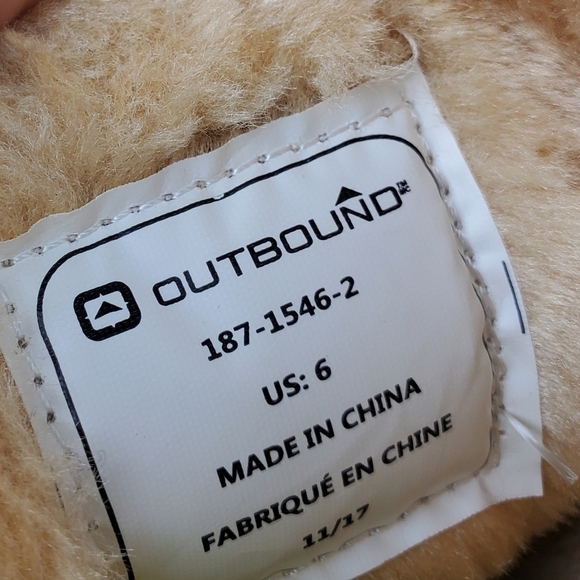 OUTBOUND
187-1546-2
US: 6
MADE IN CHINA
FABRIQUÉ EN CHINE
11/17